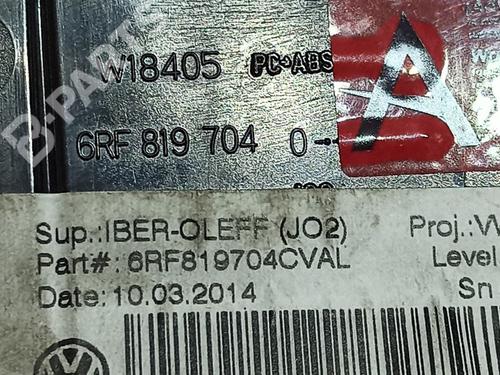 B-PARTS
W18405 PC-ABS
6RF 819 704 0
Sup.:IBER-OLEFF (JO2) Proj.:V
Part#: 6RF819704CVAL Level
Date: 10.03.2014 Sri